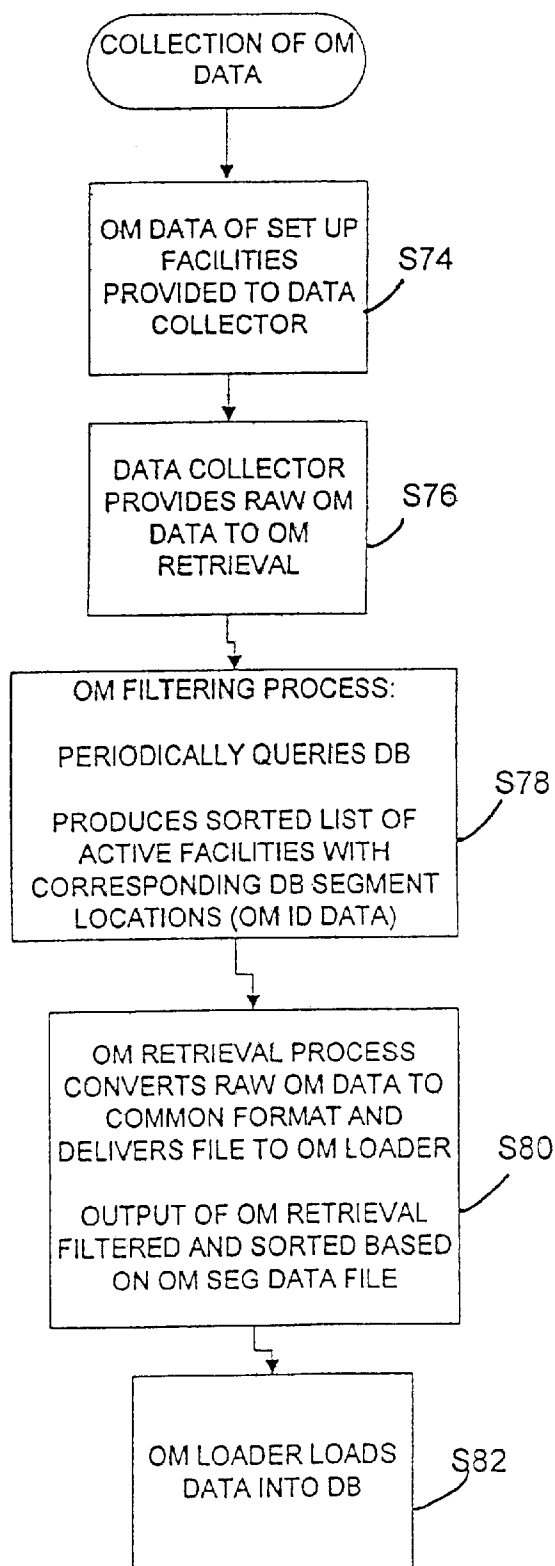 COLLECTION OF OM
DATA
OM DATA OF SET UP
FACILITIES
PROVIDED TO DATA
COLLECTOR
S74
DATA COLLECTOR
PROVIDES RAW OM
DATA TO OM
RETRIEVAL
S76
OM FILTERING PROCESS:
PERIODICALLY QUERIES DB
PRODUCES SORTED LIST OF
ACTIVE FACILITIES WITH
CORRESPONDING DB SEGMENT
LOCATIONS (OM ID DATA)
S78
OM RETRIEVAL PROCESS
CONVERTS RAW OM DATA TO
COMMON FORMAT AND
DELIVERS FILE TO OM LOADER
OUTPUT OF OM RETRIEVAL
FILTERED AND SORTED BASED
ON OM SEG DATA FILE
S80
OM LOADER LOADS
DATA INTO DB
S82